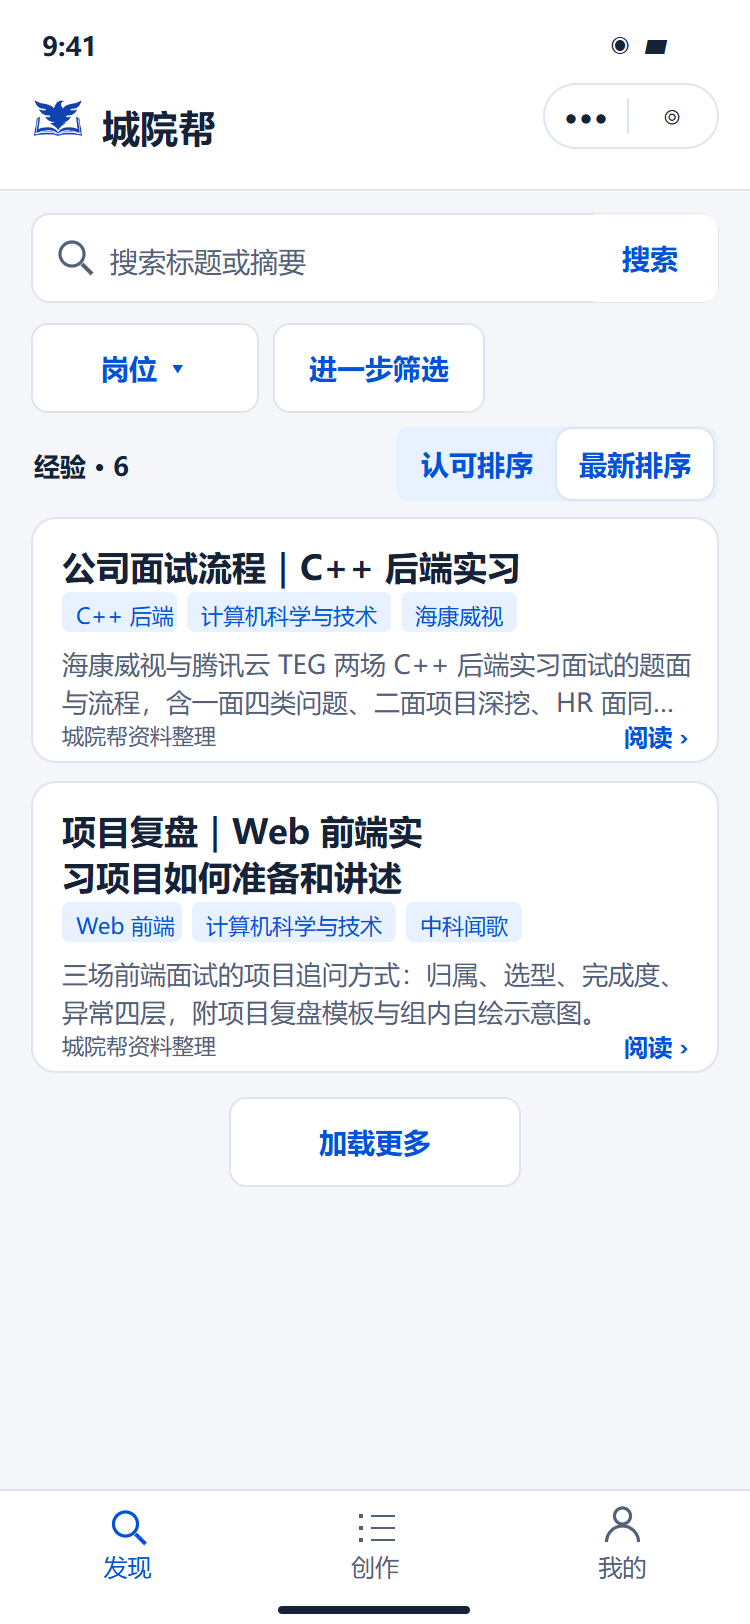 9:41
城院帮
搜索标题或摘要
搜索
岗位
进一步筛选
经验 · 6
认可排序
最新排序
公司面试流程｜C++ 后端实习
C++ 后端
计算机科学与技术
海康威视
海康威视与腾讯云 TEG 两场 C++ 后端实习面试的题面
与流程，含一面四类问题、二面项目深挖、HR 面同...
城院帮资料整理
阅读 ›
项目复盘｜Web 前端实
习项目如何准备和讲述
Web 前端
计算机科学与技术
中科闻歌
三场前端面试的项目追问方式：归属、选型、完成度、
异常四层，附项目复盘模板与组内自绘示意图。
城院帮资料整理
阅读 ›
加载更多
发现
创作
我的